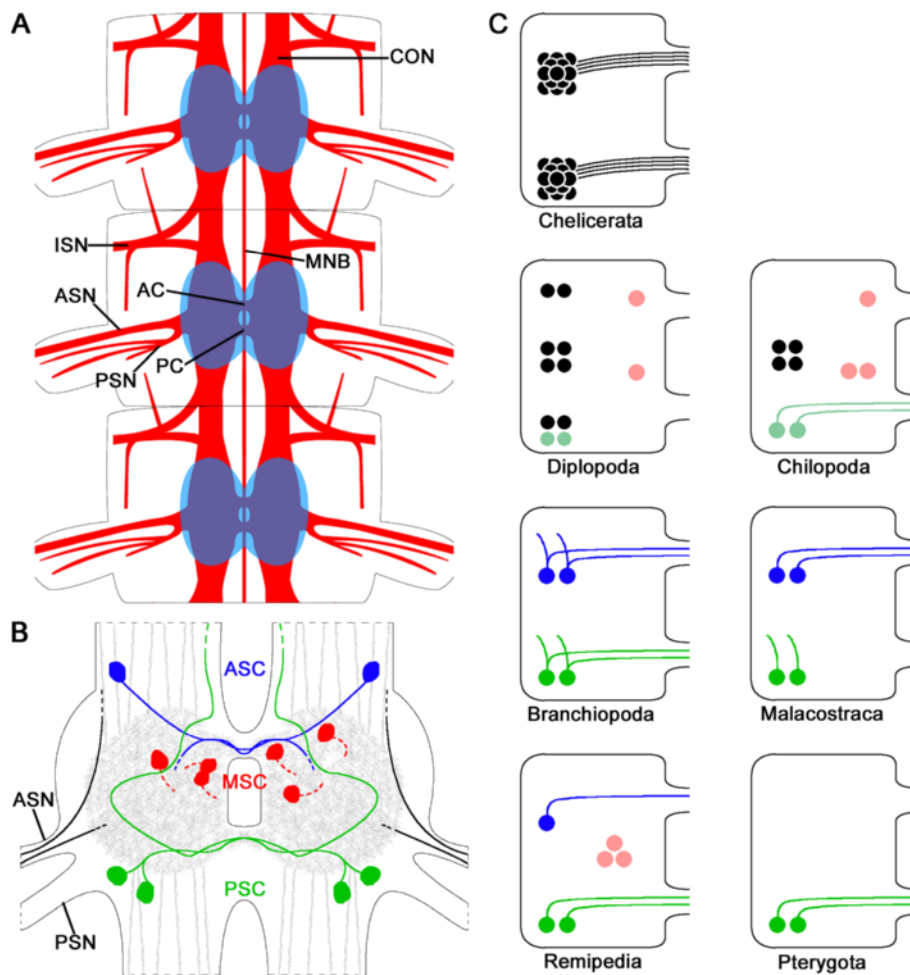 A
CON
ISN
MNB
ASN
AC
PSN
PC
B
ASC
MSC
ASN
PSC
PSN
C
Chelicerata
Diplopoda
Chilopoda
Branchiopoda
Malacostraca
Remipedia
Pterygota